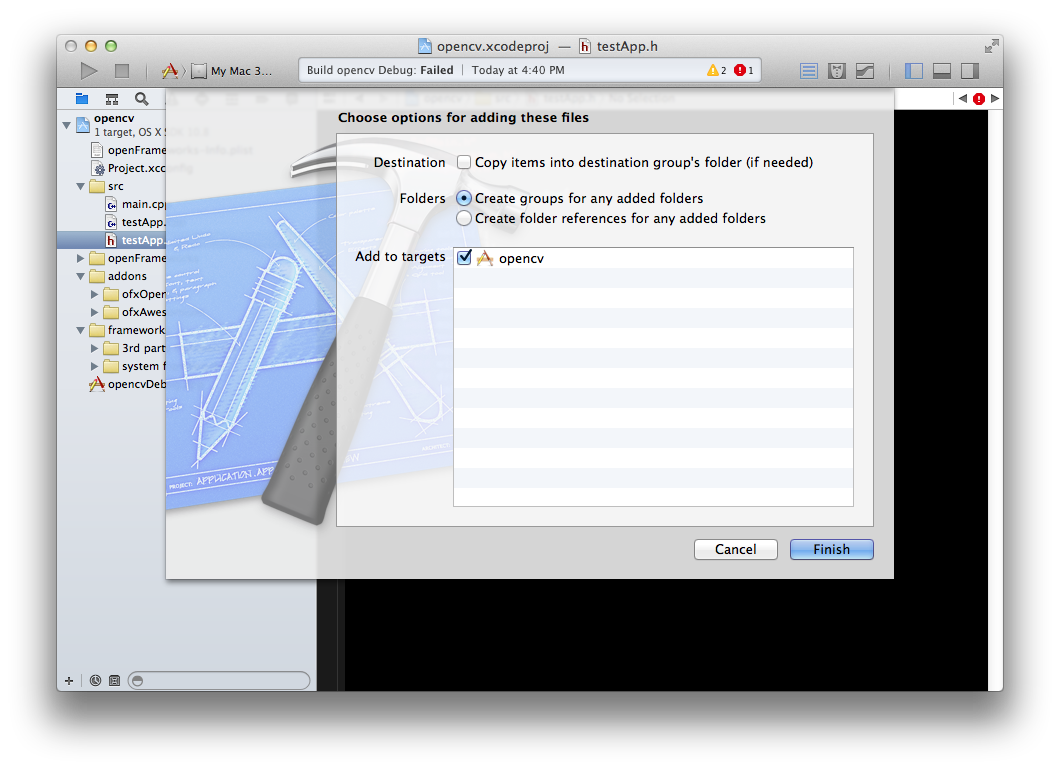 opencv.xcodeproj — testApp.h
My Mac 3...
Build opencv Debug: Failed | Today at 4:40 PM
2
1
opencv
1 target, OS X
openFrame
Project.xcc
src
main.cpp
testApp.
testApp.
openFrame
addons
ofxOpen
ofxAwes
framework
3rd part
system f
opencvDeb
Choose options for adding these files
Destination Copy items into destination group's folder (if needed)
Folders Create groups for any added folders
Create folder references for any added folders
Add to targets opencv
PROJECT: APPLICATION.APP
Cancel Finish